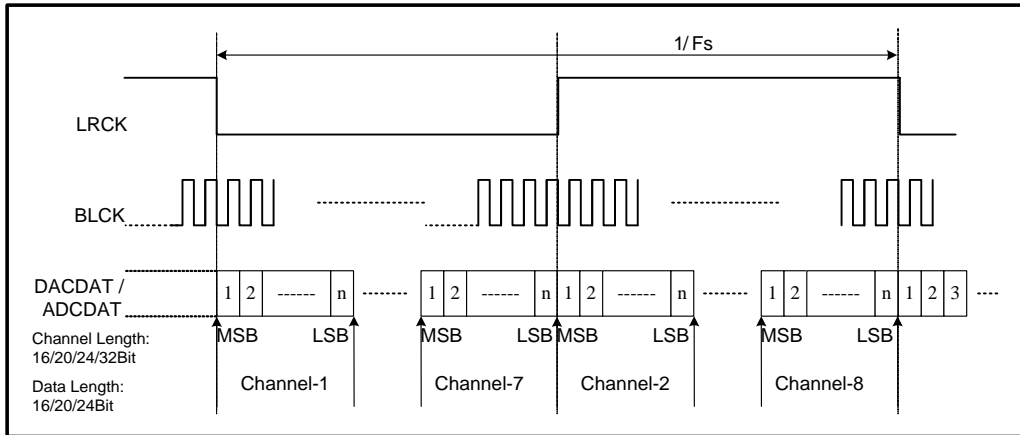 1/ Fs
LRCK
BLCK
DACDAT /
ADCDAT
1 2 ------ n 1 2 ------ n 1 2 ------ n 1 2 ------ n 1 2 3
MSB LSB MSB LSB MSB LSB MSB LSB
Channel Length:
16/20/24/32Bit
Data Length:
16/20/24Bit
Channel-1 Channel-7 Channel-2 Channel-8